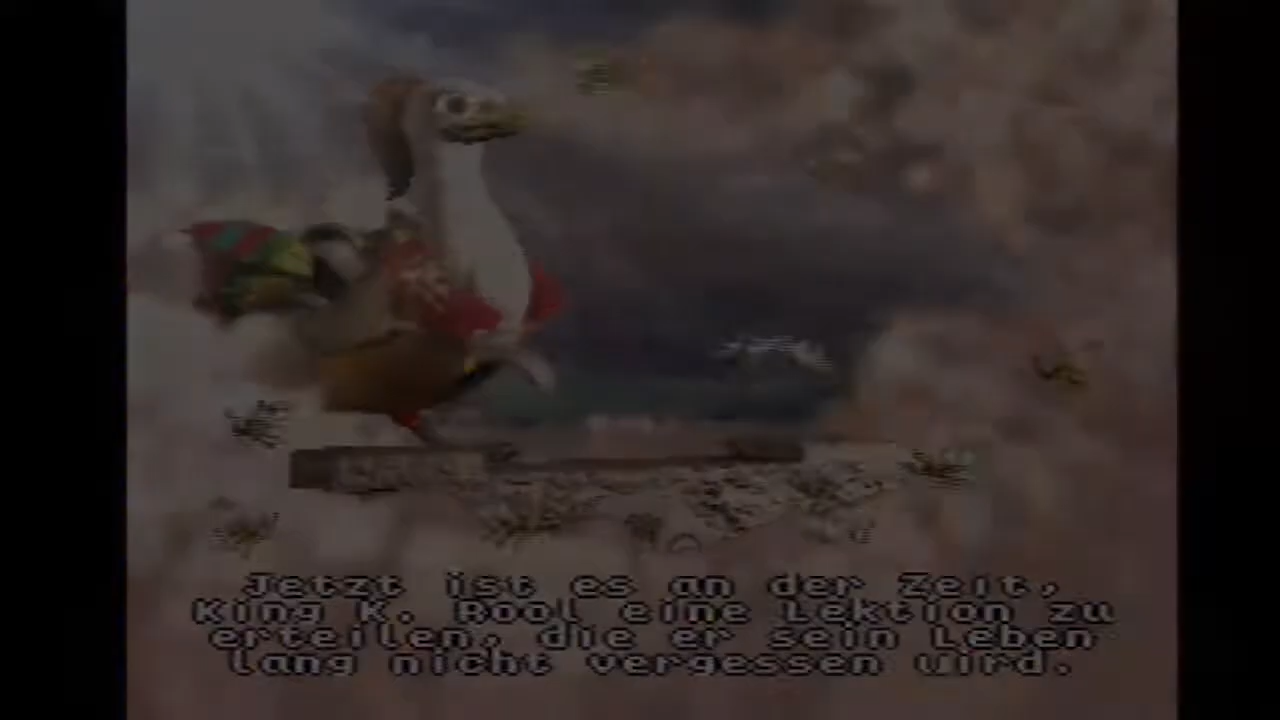 Jetzt ist es an der Zeit,
King K. Rool eine Lektion zu
erteilen, die er sein Leben
lang nicht vergessen wird.